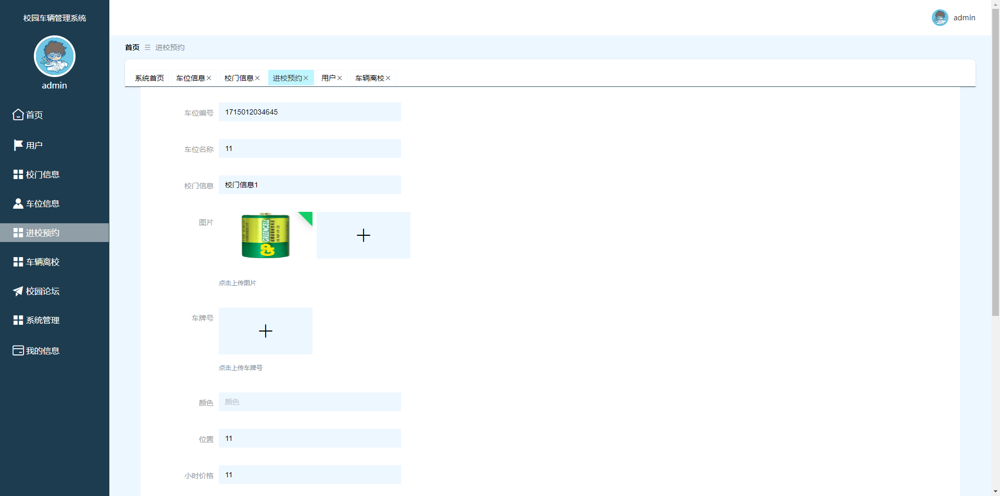 校园车辆管理系统
admin
首页
用户
校门信息
车位信息
进校预约
车辆离校
校园论坛
系统管理
我的信息
admin
首页 ☰ 进校预约
系统首页 车位信息 校门信息 进校预约 用户 车辆离校
车位编号 1715012034645
车位名称 11
校门信息 校门信息1
图片
GREENCELL
GP
点击上传图片
车牌号
点击上传车牌号
颜色 颜色
位置 11
小时价格 11